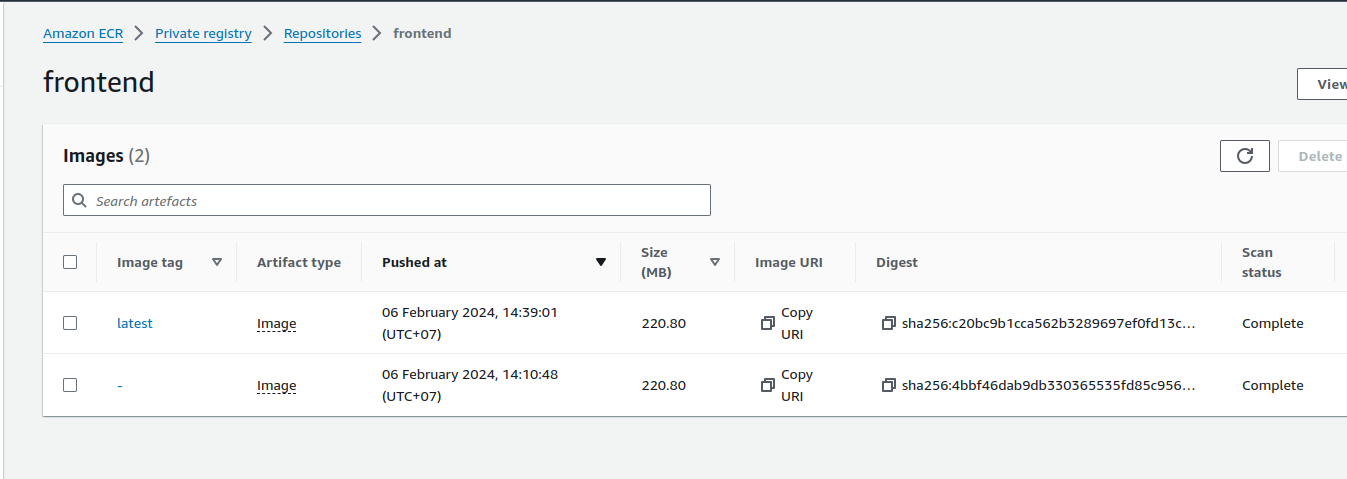 Amazon ECR > Private registry > Repositories > frontend
frontend
View
Images (2)
Delete
Search artefacts
Image tag Artifact type Pushed at Size (MB) Image URI Digest Scan status
latest Image 06 February 2024, 14:39:01 (UTC+07) 220.80 Copy URI sha256:c20bc9b1cca562b3289697ef0fd13c... Complete
- Image 06 February 2024, 14:10:48 (UTC+07) 220.80 Copy URI sha256:4bbf46dab9db330365535fd85c956... Complete